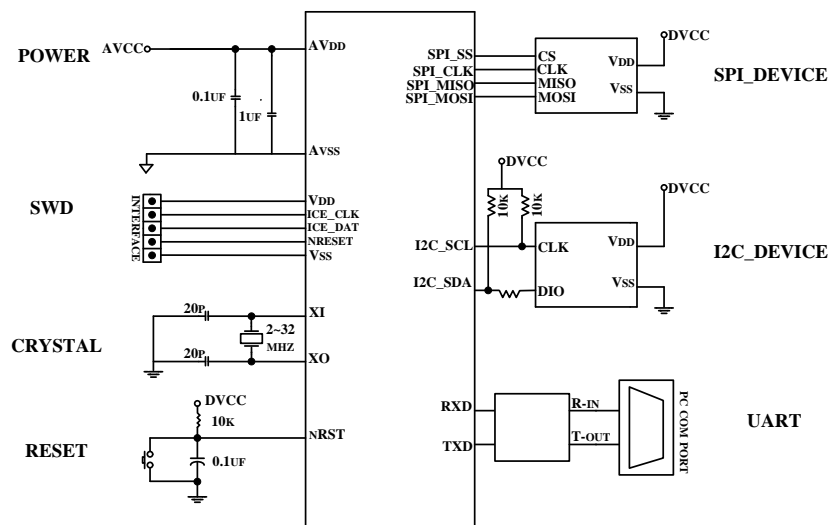 POWER
AVCC
AVDD
0.1UF
1UF
AVSS
SWD
INTERFACE
VDD
ICE_CLK
ICE_DAT
NRESET
VSS
CRYSTAL
20P
XI
2~32
MHZ
20P
XO
RESET
DVCC
10K
NRST
0.1UF
SPI_SS
SPI_CLK
SPI_MISO
SPI_MOSI
CS
CLK
MISO
MOSI
VDD
VSS
DVCC
SPI_DEVICE
DVCC
10K
10K
I2C_SCL
I2C_SDA
CLK
DIO
VDD
VSS
DVCC
I2C_DEVICE
RXD
TXD
R-IN
T-OUT
PC COM PORT
UART